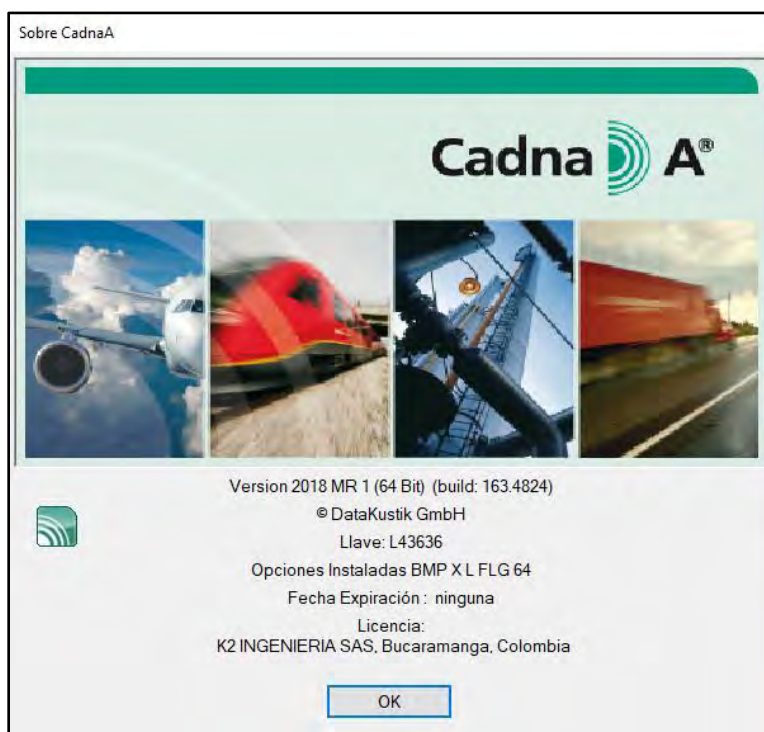 Sobre CadnaA
Cadna A®
Version 2018 MR 1 (64 Bit) (build: 163.4824)
© DataKustik GmbH
Llave: L43636
Opciones Instaladas BMP X L FLG 64
Fecha Expiración : ninguna
Licencia:
K2 INGENIERIA SAS, Bucaramanga, Colombia
OK